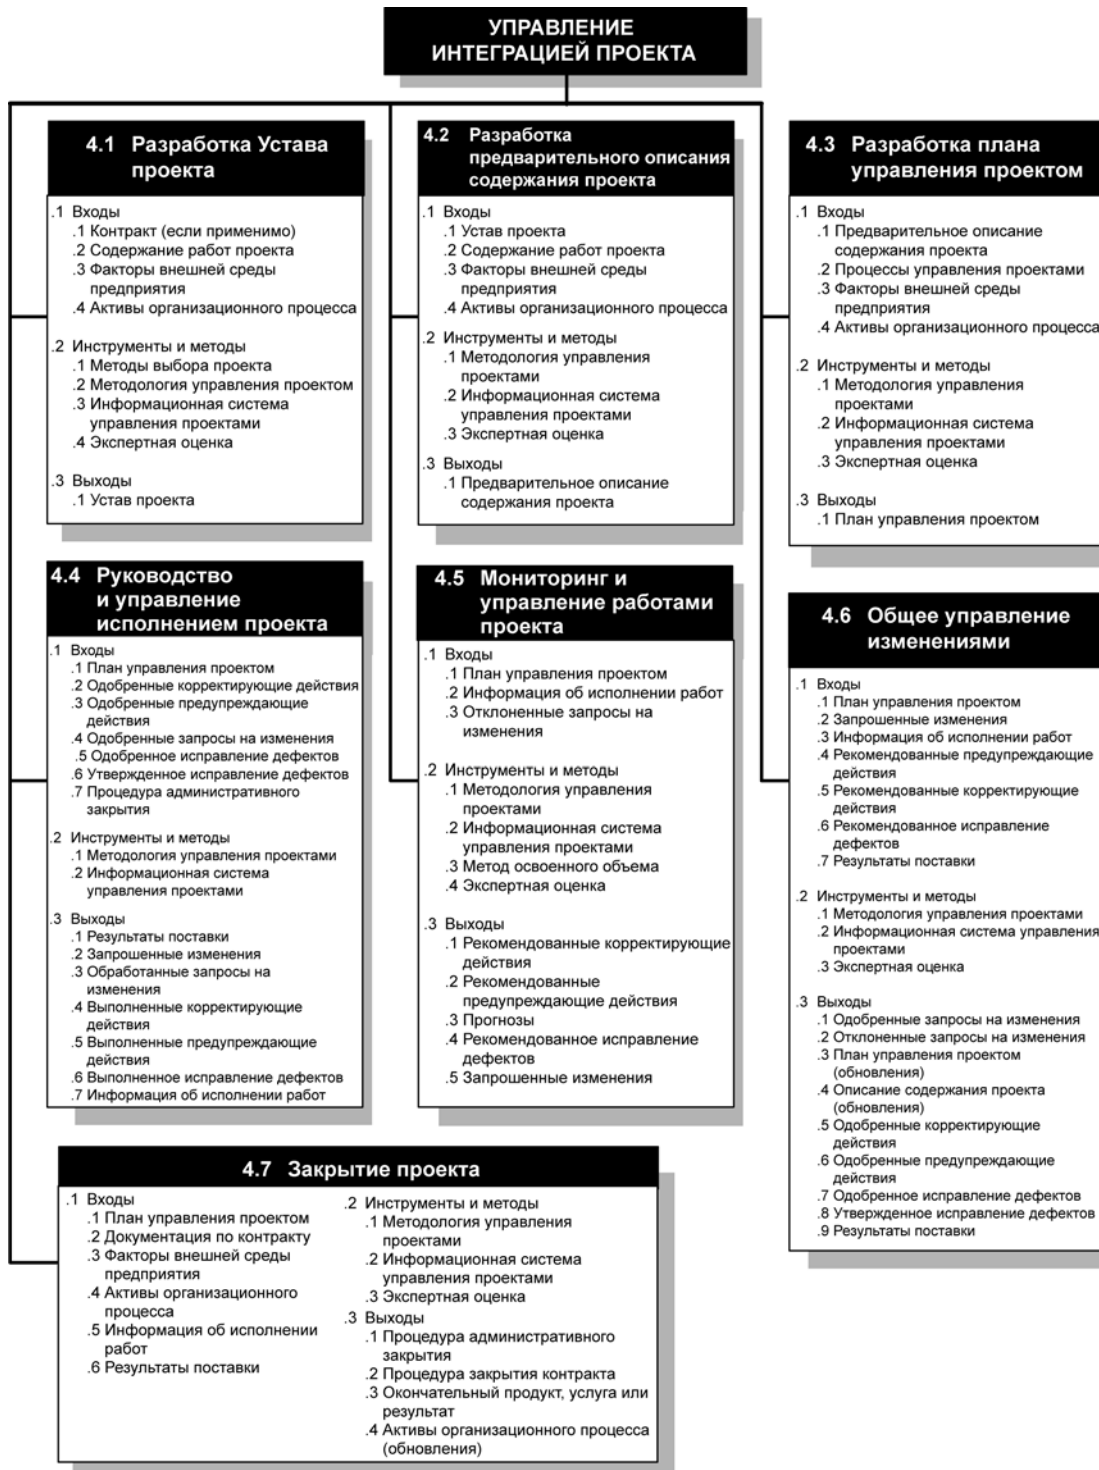 УПРАВЛЕНИЕ
ИНТЕГРАЦИЕЙ ПРОЕКТА
4.1 Разработка Устава
проекта
.1 Входы
.1 Контракт (если применимо)
.2 Содержание работ проекта
.3 Факторы внешней среды
предприятия
.4 Активы организационного процесса
.2 Инструменты и методы
.1 Методы выбора проекта
.2 Методология управления проектом
.3 Информационная система
управления проектами
.4 Экспертная оценка
.3 Выходы
.1 Устав проекта
4.2 Разработка
предварительного описания
содержания проекта
.1 Входы
.1 Устав проекта
.2 Содержание работ проекта
.3 Факторы внешней среды
предприятия
.4 Активы организационного процесса
.2 Инструменты и методы
.1 Методология управления
проектами
.2 Информационная система
управления проектами
.3 Экспертная оценка
.3 Выходы
.1 Предварительное описание
содержания проекта
4.3 Разработка плана
управления проектом
.1 Входы
.1 Предварительное описание
содержания проекта
.2 Процессы управления проектами
.3 Факторы внешней среды
предприятия
.4 Активы организационного процесса
.2 Инструменты и методы
.1 Методология управления
проектами
.2 Информационная система
управления проектами
.3 Экспертная оценка
.3 Выходы
.1 План управления проектом
4.4 Руководство
и управление
исполнением проекта
.1 Входы
.1 План управления проектом
.2 Одобренные корректирующие действия
.3 Одобренные предупреждающие
действия
.4 Одобренные запросы на изменения
.5 Одобренное исправление дефектов
.6 Утвержденное исправление дефектов
.7 Процедура административного
закрытия
.2 Инструменты и методы
.1 Методология управления проектами
.2 Информационная система
управления проектами
.3 Выходы
.1 Результаты поставки
.2 Запрошенные изменения
.3 Обработанные запросы на
изменения
.4 Выполненные корректирующие
действия
.5 Выполненные предупреждающие
действия
.6 Выполненное исправление дефектов
.7 Информация об исполнении работ
4.5 Мониторинг и
управление работами
проекта
.1 Входы
.1 План управления проектом
.2 Информация об исполнении работ
.3 Отклоненные запросы на
изменения
.2 Инструменты и методы
.1 Методология управления
проектами
.2 Информационная система
управления проектами
.3 Метод освоенного объема
.4 Экспертная оценка
.3 Выходы
.1 Рекомендованные корректирующие
действия
.2 Рекомендованные
предупреждающие действия
.3 Прогнозы
.4 Рекомендованное исправление
дефектов
.5 Запрошенные изменения
4.6 Общее управление
изменениями
.1 Входы
.1 План управления проектом
.2 Запрошенные изменения
.3 Информация об исполнении работ
.4 Рекомендованные предупреждающие
действия
.5 Рекомендованные корректирующие
действия
.6 Рекомендованное исправление
дефектов
.7 Результаты поставки
.2 Инструменты и методы
.1 Методология управления проектами
.2 Информационная система управления
проектами
.3 Экспертная оценка
.3 Выходы
.1 Одобренные запросы на изменения
.2 Отклоненные запросы на изменения
.3 План управления проектом
(обновления)
.4 Описание содержания проекта
(обновления)
.5 Одобренные корректирующие
действия
.6 Одобренные предупреждающие
действия
.7 Одобренное исправление дефектов
.8 Утвержденное исправление дефектов
.9 Результаты поставки
4.7 Закрытие проекта
.1 Входы
.1 План управления проектом
.2 Документация по контракту
.3 Факторы внешней среды
предприятия
.4 Активы организационного
процесса
.5 Информация об исполнении
работ
.6 Результаты поставки
.2 Инструменты и методы
.1 Методология управления
проектами
.2 Информационная система
управления проектами
.3 Экспертная оценка
.3 Выходы
.1 Процедура административного
закрытия
.2 Процедура закрытия контракта
.3 Окончательный продукт, услуга или
результат
.4 Активы организационного процесса
(обновления)